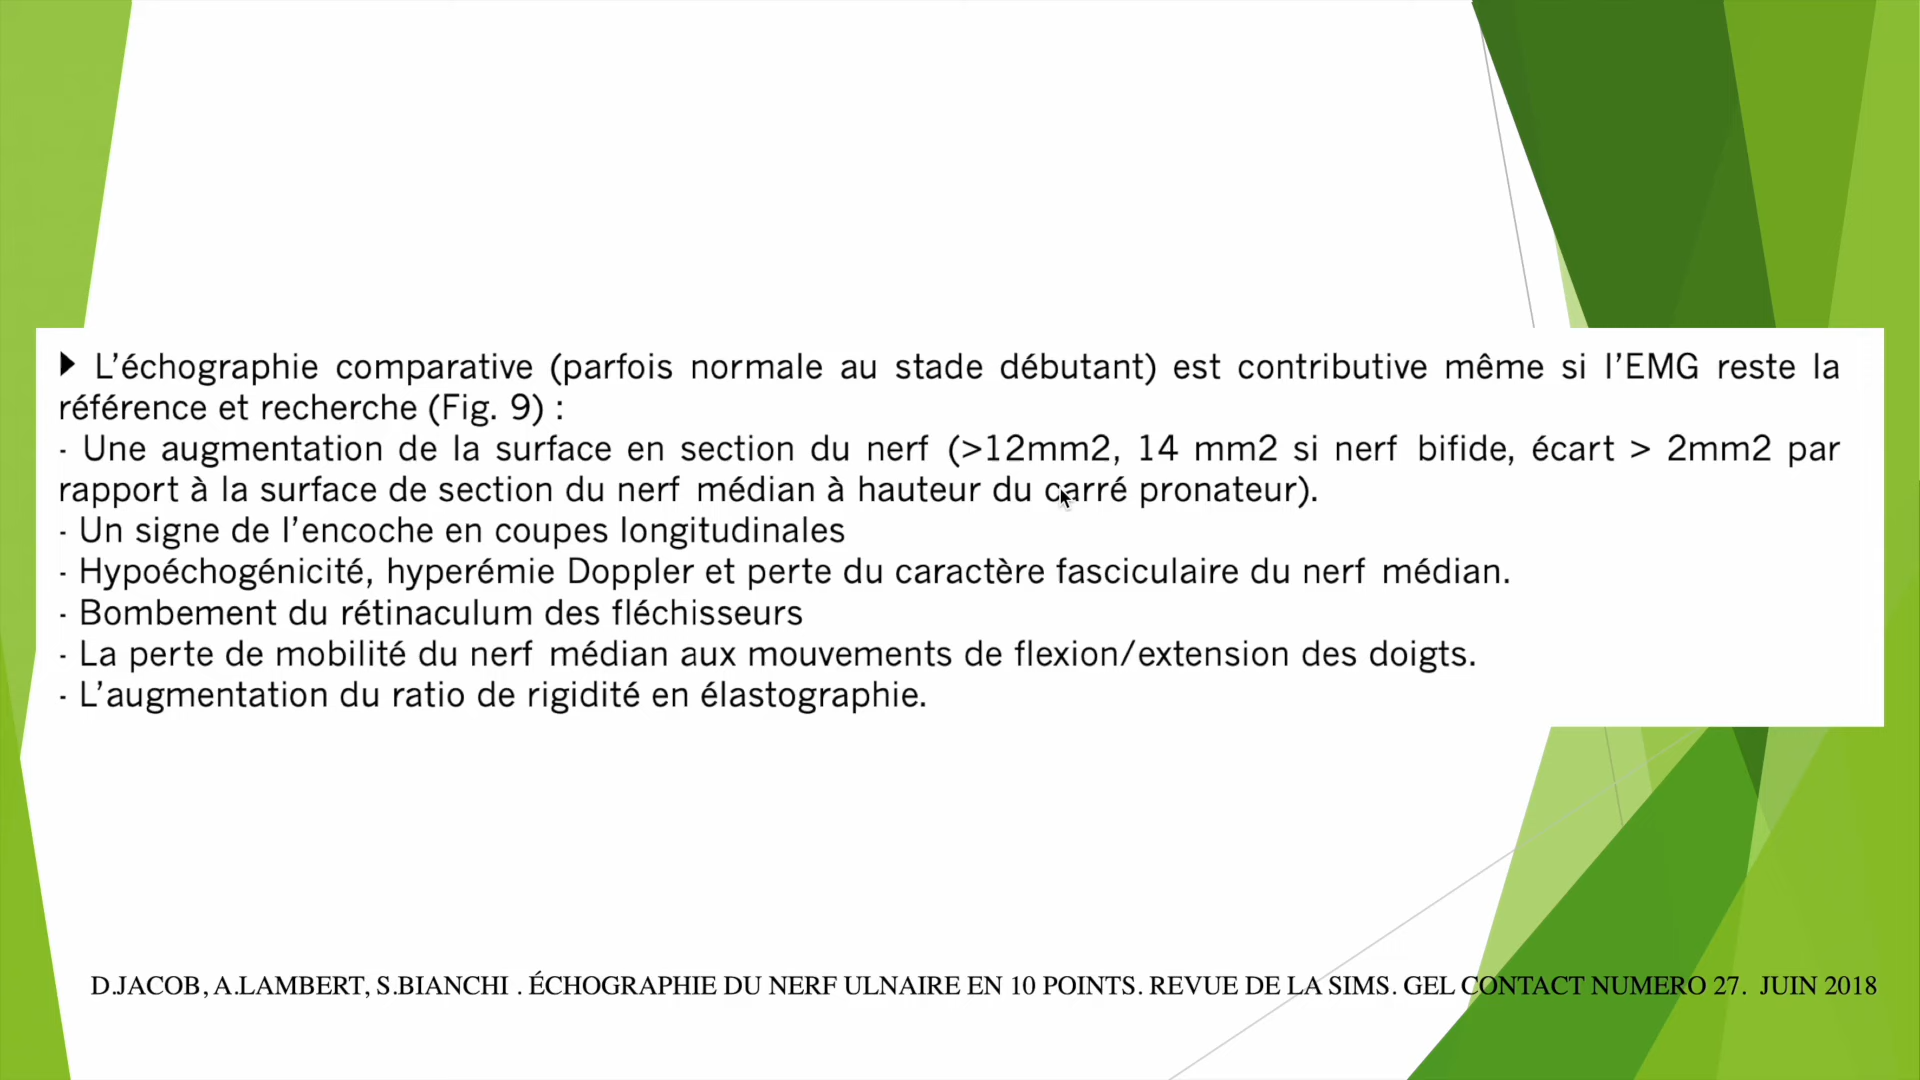 L’échographie comparative (parfois normale au stade débutant) est contributive même si l’EMG reste la
référence et recherche (Fig. 9) :
- Une augmentation de la surface en section du nerf (>12mm2, 14 mm2 si nerf bifide, écart > 2mm2 par
rapport à la surface de section du nerf médian à hauteur du carré pronateur).
- Un signe de l’encoche en coupes longitudinales
- Hypoéchogénicité, hyperémie Doppler et perte du caractère fasciculaire du nerf médian.
- Bombement du rétinaculum des fléchisseurs
- La perte de mobilité du nerf médian aux mouvements de flexion/extension des doigts.
- L’augmentation du ratio de rigidité en élastographie.
D.JACOB, A.LAMBERT, S.BIANCHI . ÉCHOGRAPHIE DU NERF ULNAIRE EN 10 POINTS. REVUE DE LA SIMS. GEL CONTACT NUMERO 27. JUIN 2018